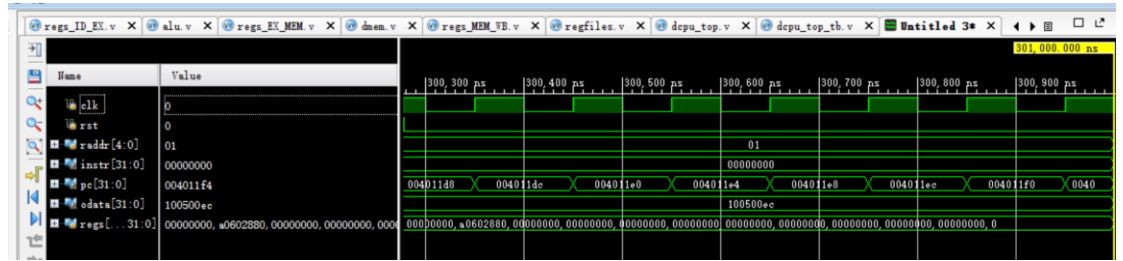 regs_ID_EX.v × alu.v × regs_EX_MEM.v × dmem.v × regs_MEM_WB.v × regfiles.v × dcpu_top.v × dcpu_top_tb.v × Untitled 3* ×
301,000.000 ns
Name Value 300,300 ns 300,400 ns 300,500 ns 300,600 ns 300,700 ns 300,800 ns 300,900 ns
clk 0
rst 0
raddr[4:0] 01 01
instr[31:0] 00000000 00000000
pc[31:0] 004011f4 004011d8 004011dc 004011e0 004011e4 004011e8 004011ec 004011f0 0040
odata[31:0] 100500ec 100500ec
regs[...31:0] 00000000, a0602880, 00000000, 00000000, 0000 00000000, a0602880, 00000000, 00000000, 00000000, 00000000, 00000000, 00000000, 00000000, 00000000, 00000000, 0